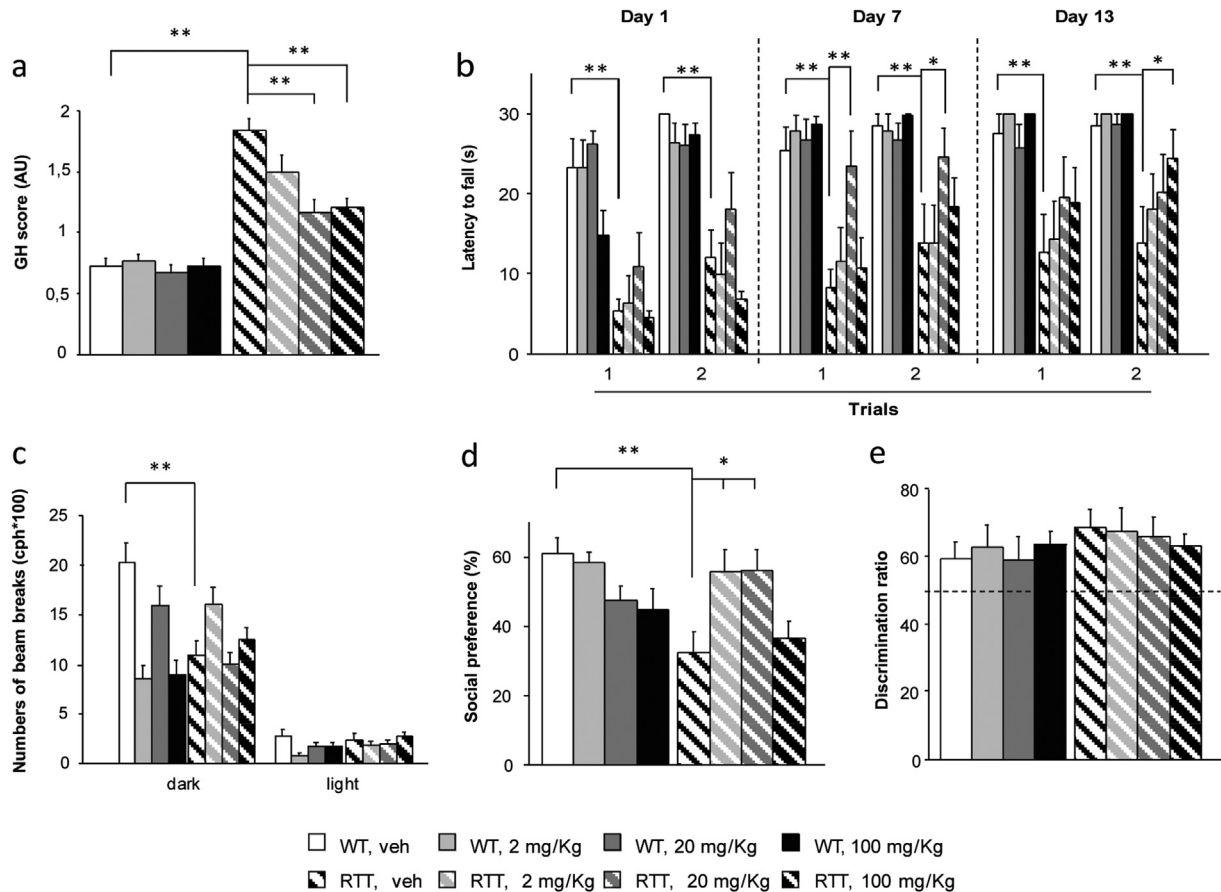 a
**
**
**
GH score (AU)
2
1,5
1
0,5
0
b
Day 1
Day 7
Day 13
** ** ** ** ** * ** ** *
Latency to fall (s)
30
20
10
0
1 2 1 2 1 2
Trials
c
**
Numbers of beam breaks (cph*100)
25
20
15
10
5
0
dark light
d
**
*
Social preference (%)
60
40
20
0
e
Discrimination ratio
80
60
40
20
0
WT, veh WT, 2 mg/Kg WT, 20 mg/Kg WT, 100 mg/Kg
RTT, veh RTT, 2 mg/Kg RTT, 20 mg/Kg RTT, 100 mg/Kg